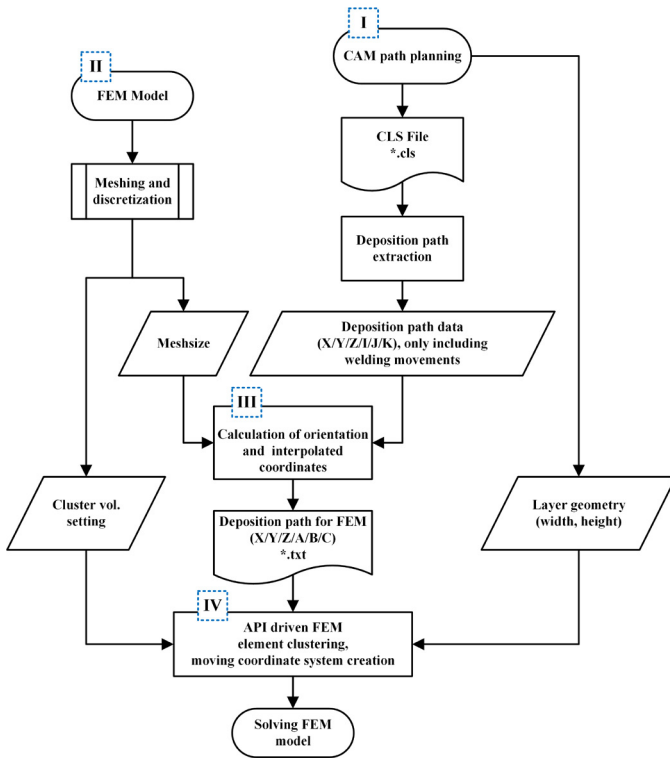 I
CAM path planning
II
FEM Model
CLS File
*.cls
Meshing and
discretization
Deposition path
extraction
Meshsize
Deposition path data
(X/Y/Z/I/J/K), only including
welding movements
III
Calculation of orientation
and interpolated
coordinates
Cluster vol.
setting
Layer geometry
(width, height)
Deposition path for FEM
(X/Y/Z/A/B/C)
*.txt
IV
API driven FEM
element clustering,
moving coordinate system creation
Solving FEM
model